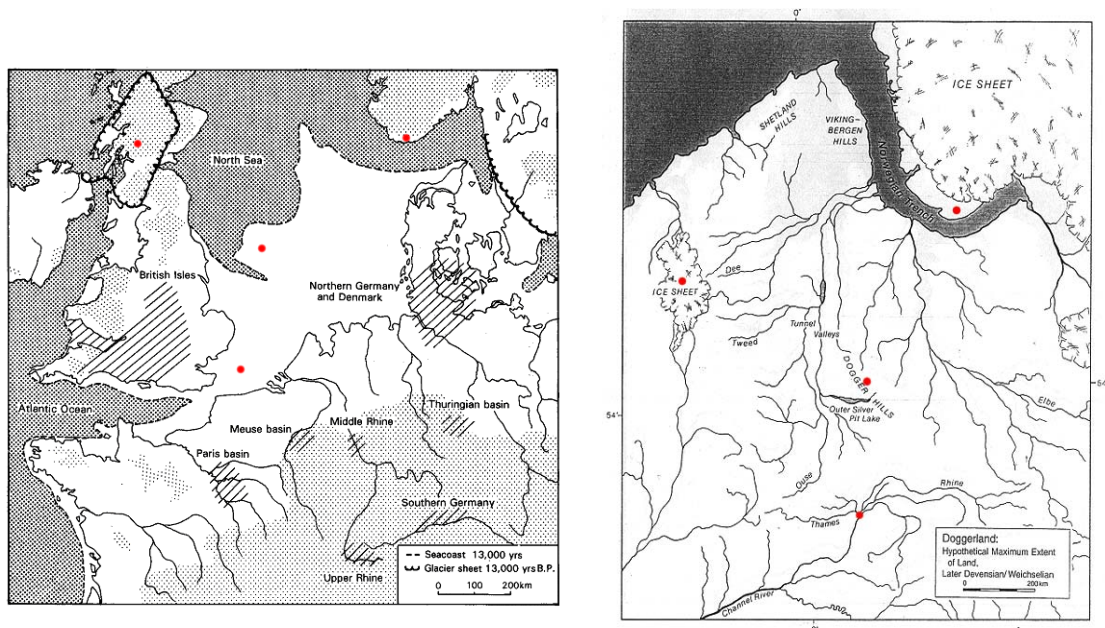 North Sea
British Isles
Northern Germany
and Denmark
Atlantic Ocean
Meuse basin
Middle Rhine
Thuringian basin
Paris basin
Southern Germany
Upper Rhine
Seacoast 13,000 yrs
Glacier sheet 13,000 yrs B.P.
0 100 200km
0°
ICE SHEET
SHETLAND
HILLS
VIKING-
BERGEN
HILLS
Norwegian Trench
Dee
ICE SHEET
Tunnel
Valleys
Tweed
DOGGER HILLS
54°
Elbe
Outer Silver
Pit Lake
Ouse
Rhine
Thames
Channel River
Doggerland:
Hypothetical Maximum Extent
of Land,
Later Devensian/Weichselian
0 200km